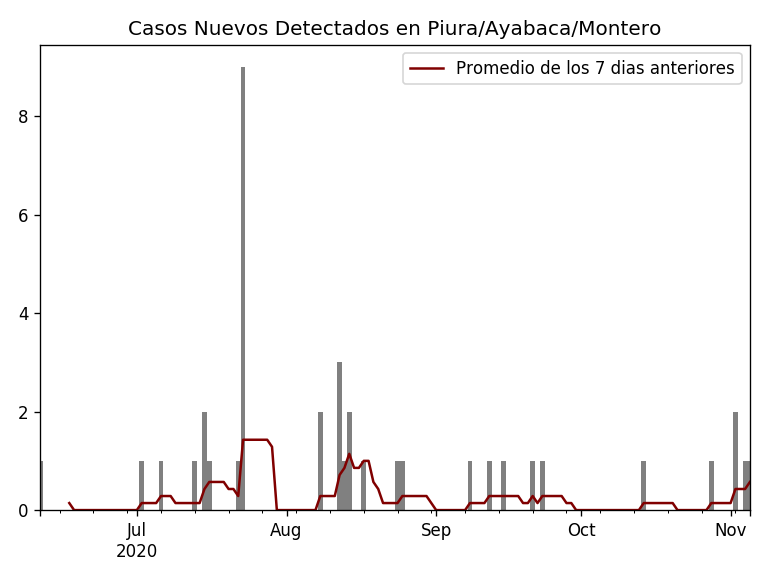 Casos Nuevos Detectados en Piura/Ayabaca/Montero
Promedio de los 7 dias anteriores
8
6
4
2
0
Jul
2020
Aug
Sep
Oct
Nov